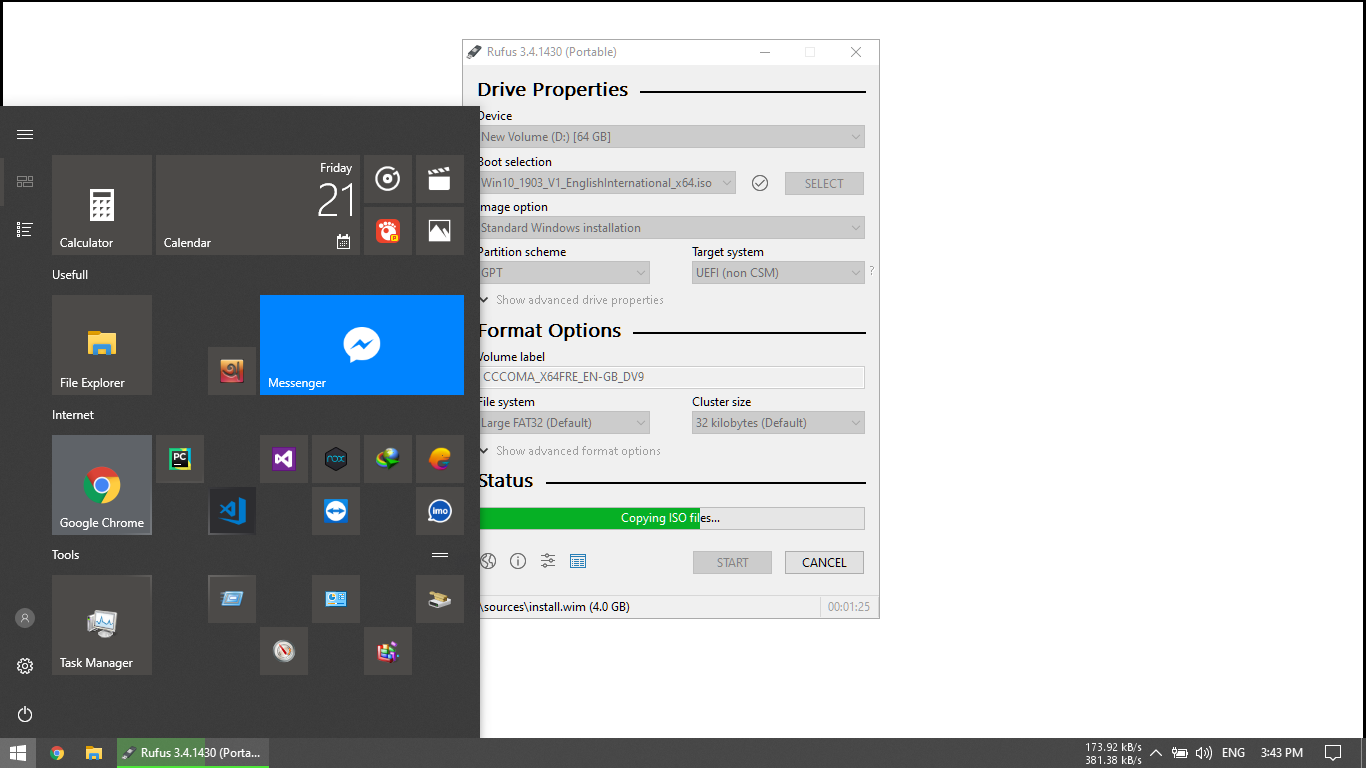 Rufus 3.4.1430 (Portable)
Drive Properties
Device
New Volume (D:) [64 GB]
Boot selection
Win10_1903_V1_EnglishInternational_x64.iso
SELECT
mage option
Standard Windows installation
Partition scheme
Target system
GPT
UEFI (non CSM)
?
Show advanced drive properties
Format Options
Volume label
CCCOMA_X64FRE_EN-GB_DV9
File system
Cluster size
Large FAT32 (Default)
32 kilobytes (Default)
Show advanced format options
Status
Copying ISO files...
START
CANCEL
\sources\install.wim (4.0 GB)
00:01:25
Calculator
Friday
21
Calendar
Usefull
File Explorer
Messenger
Internet
Google Chrome
PC
nox
imo
Tools
Task Manager
Rufus 3.4.1430 (Porta...
173.92 kB/s
381.38 kB/s
ENG
3:43 PM